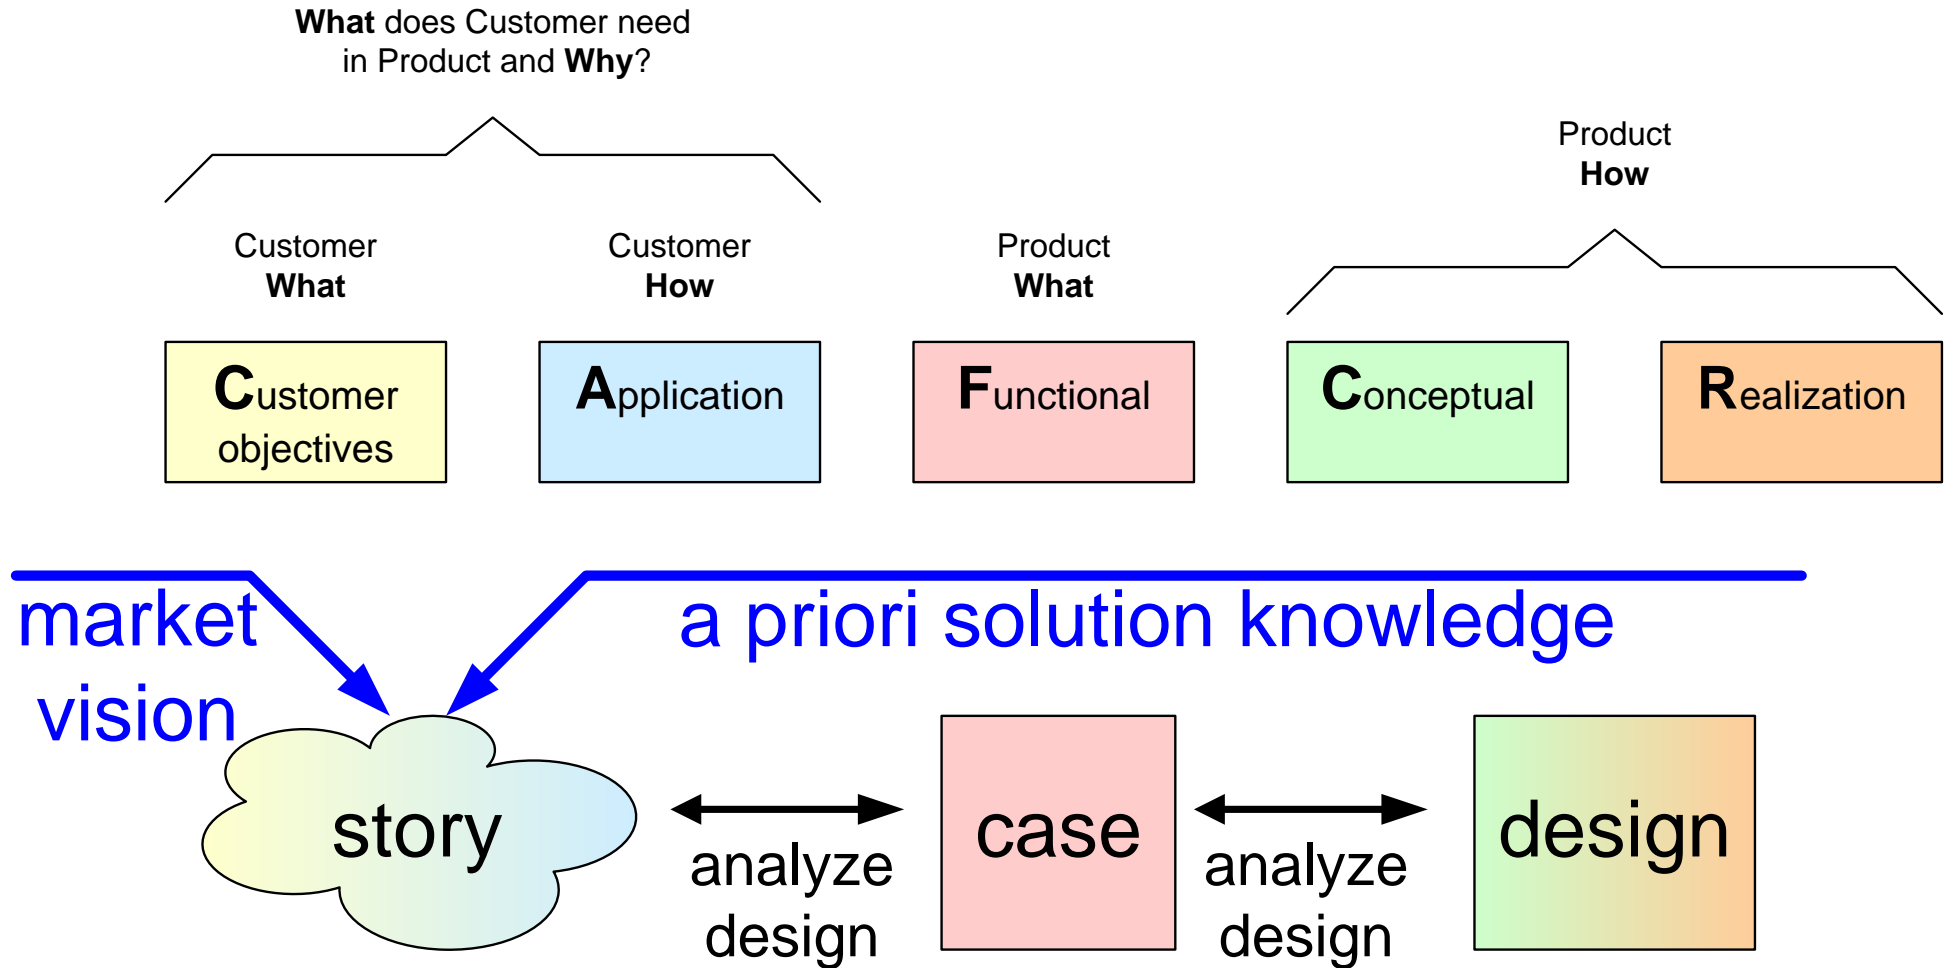 What does Customer need
in Product and Why?
Product
How
Customer
What
Customer
How
Product
What
Customer
objectives
Application
Functional
Conceptual
Realization
market
vision
a priori solution knowledge
story
analyze
design
case
analyze
design
design